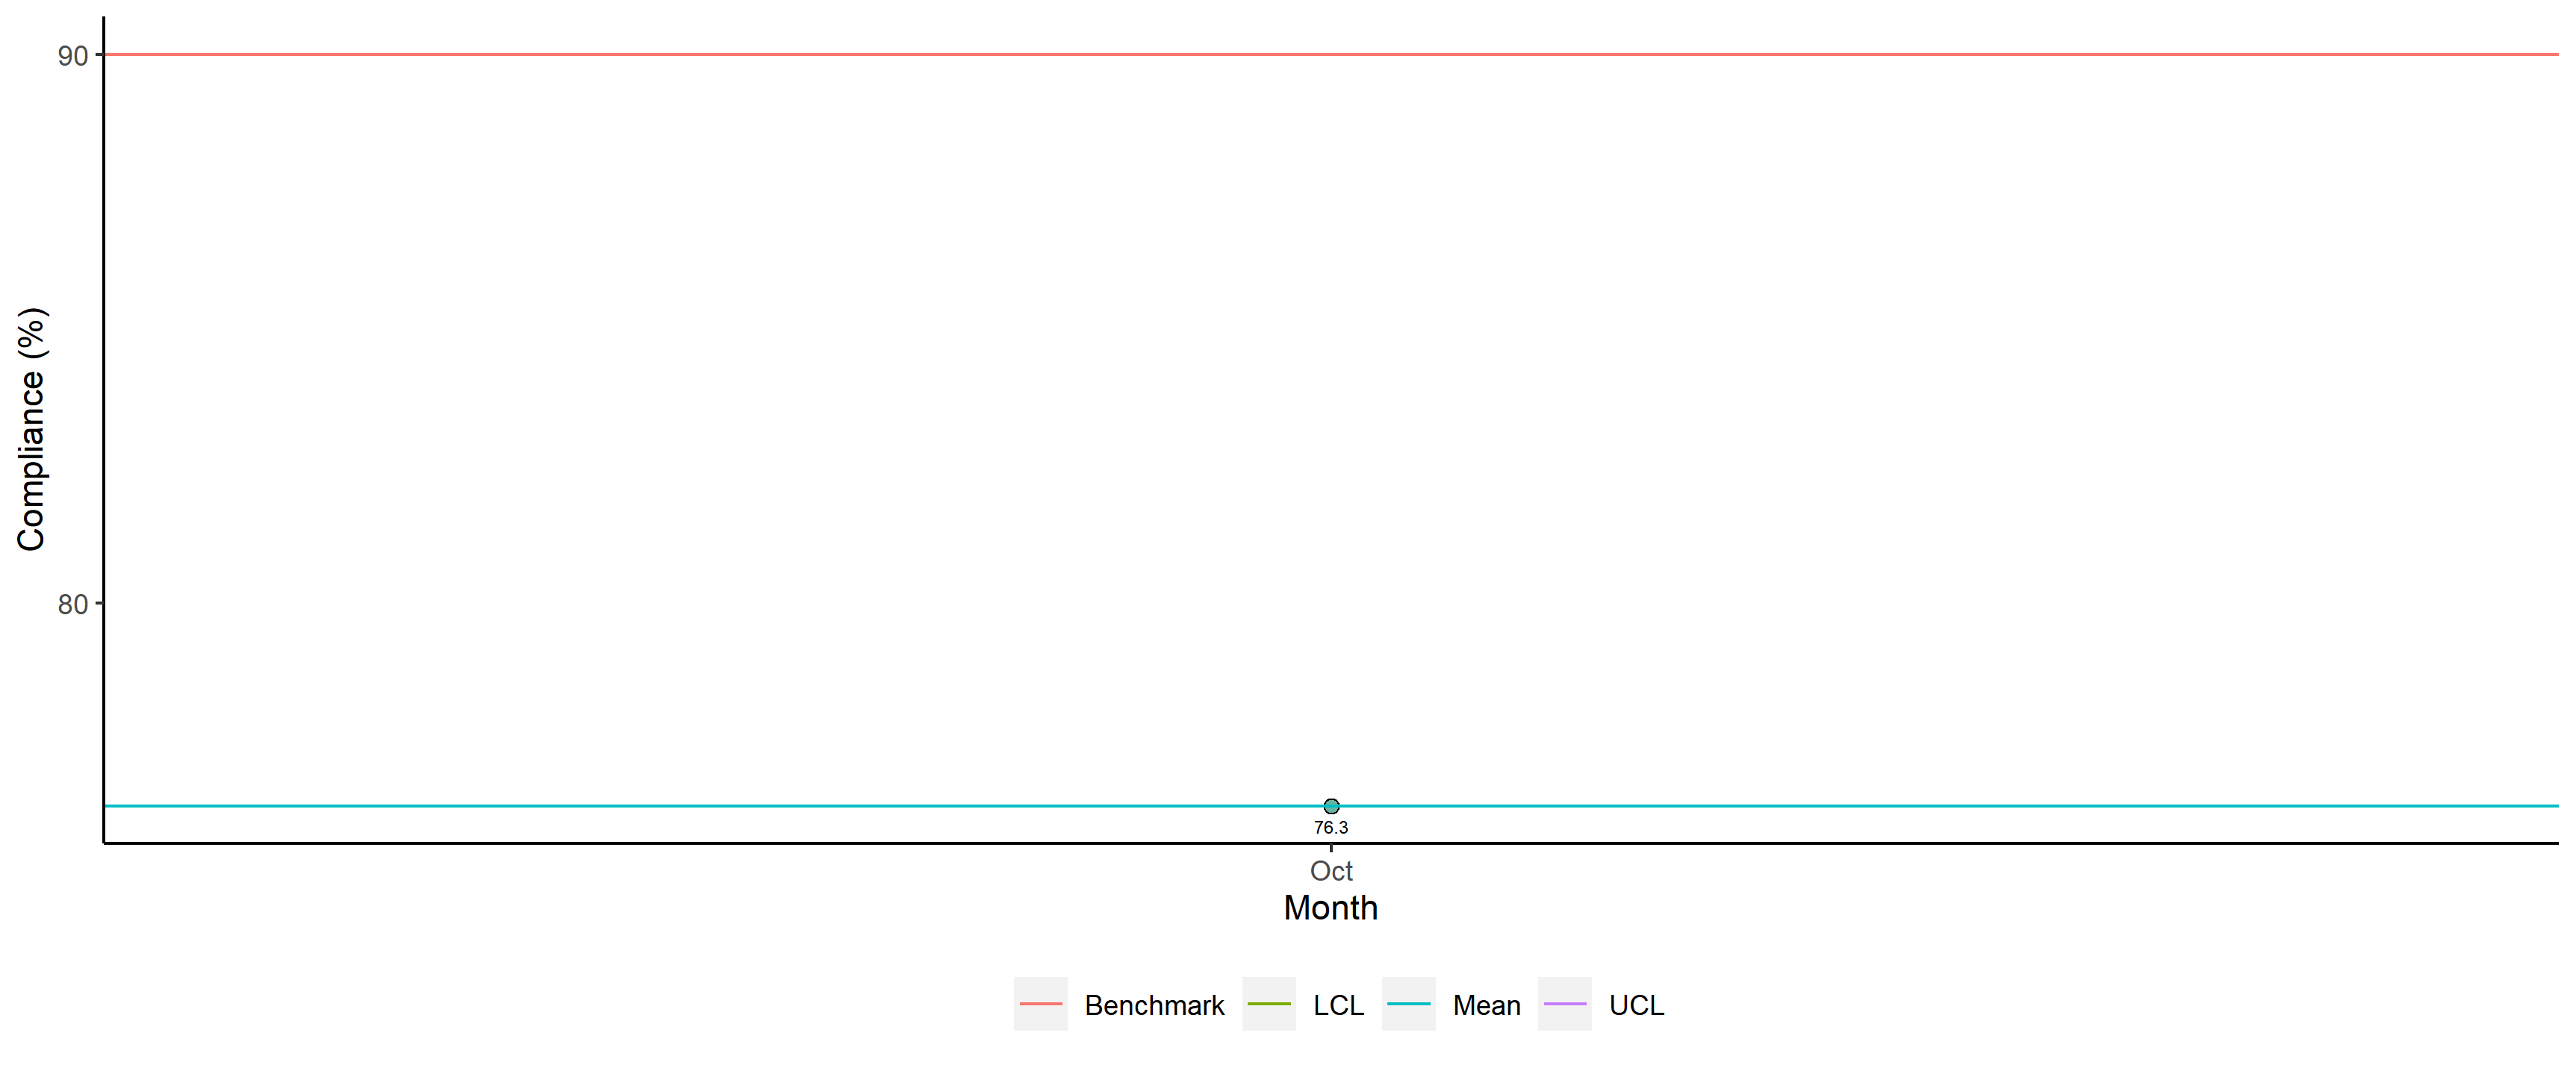 Compliance (%)
90
80
76.3
Oct
Month
Benchmark LCL Mean UCL